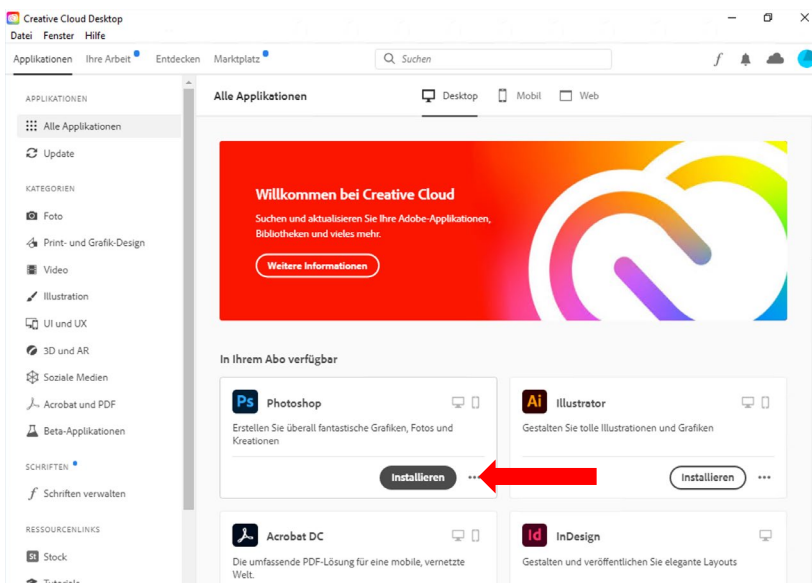 Creative Cloud Desktop
Datei Fenster Hilfe
Applikationen Ihre Arbeit Entdecken Marktplatz Suchen
APPLIKATIONEN
Alle Applikationen
Update
KATEGORIEN
Foto
Print- und Grafik-Design
Video
Illustration
UI und UX
3D und AR
Soziale Medien
Acrobat und PDF
Beta-Applikationen
SCHRIFTEN
Schriften verwalten
RESSOURCENLINKS
St Stock
Tutorials
Alle Applikationen Desktop Mobil Web
Willkommen bei Creative Cloud
Suchen und aktualisieren Sie Ihre Adobe-Applikationen,
Bibliotheken und vieles mehr.
Weitere Informationen
In Ihrem Abo verfügbar
Ps Photoshop
Erstellen Sie überall fantastische Grafiken, Fotos und
Kreationen
Installieren
Ai Illustrator
Gestalten Sie tolle Illustrationen und Grafiken
Installieren
Acrobat DC
Die umfassende PDF-Lösung für eine mobile, vernetzte
Welt.
Id InDesign
Gestalten und veröffentlichen Sie elegante Layouts